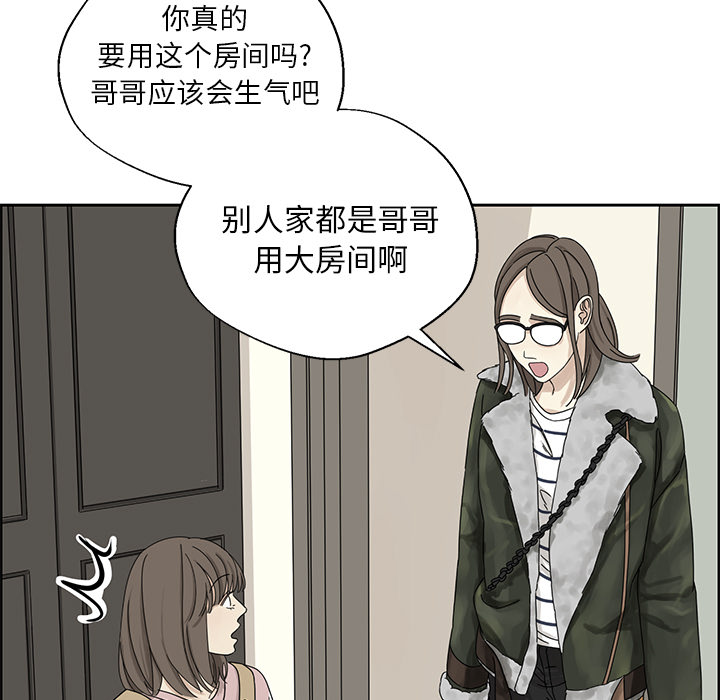 你真的
要用这个房间吗?
哥哥应该会生气吧
别人家都是哥哥
用大房间啊